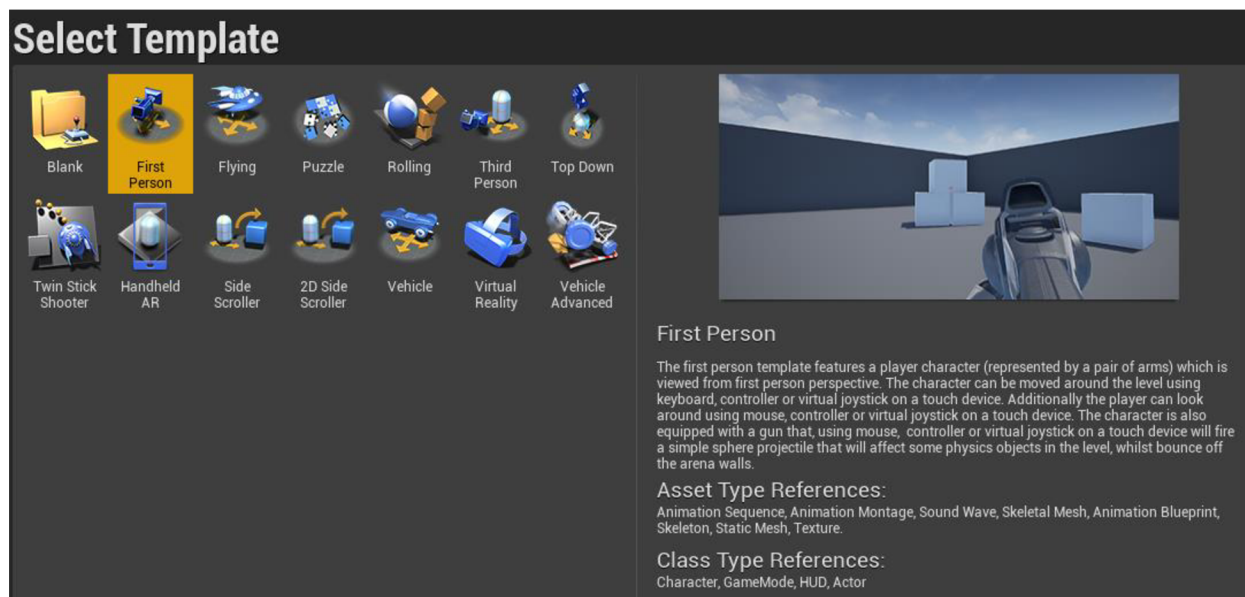 Select Template
Blank
First
Person
Flying
Puzzle
Rolling
Third
Person
Top Down
Twin Stick
Shooter
Handheld
AR
Side
Scroller
2D Side
Scroller
Vehicle
Virtual
Reality
Vehicle
Advanced
First Person
The first person template features a player character (represented by a pair of arms) which is
viewed from first person perspective. The character can be moved around the level using
keyboard, controller or virtual joystick on a touch device. Additionally the player can look
around using mouse, controller or virtual joystick on a touch device. The character is also
equipped with a gun that, using mouse, controller or virtual joystick on a touch device will fire
a simple sphere projectile that will affect some physics objects in the level, whilst bounce off
the arena walls.
Asset Type References:
Animation Sequence, Animation Montage, Sound Wave, Skeletal Mesh, Animation Blueprint,
Skeleton, Static Mesh, Texture.
Class Type References:
Character, GameMode, HUD, Actor